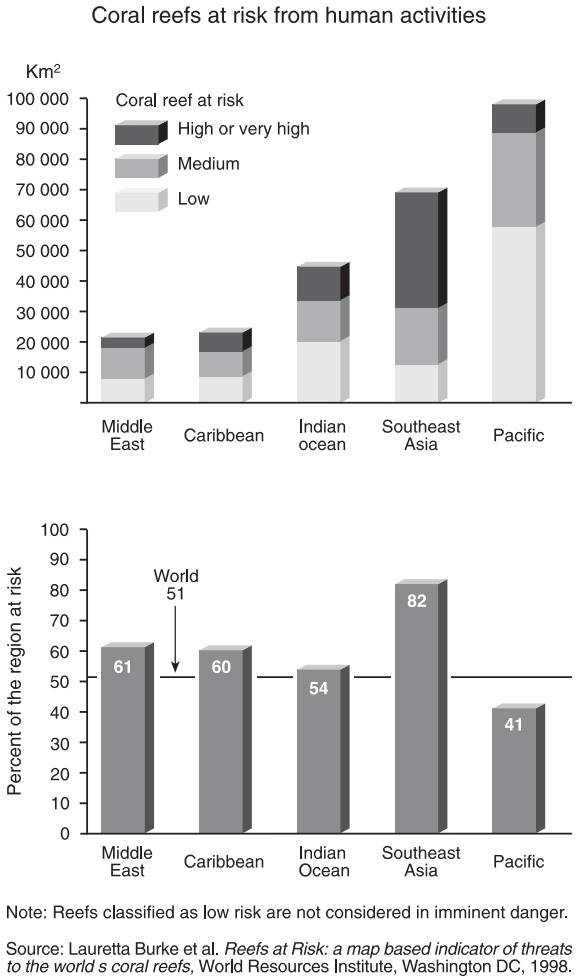 Coral reefs at risk from human activities
Km²
100 000
90 000
80 000
70 000
60 000
50 000
40 000
30 000
20 000
10 000
Coral reef at risk
High or very high
Medium
Low
Middle
East
Caribbean
Indian
ocean
Southeast
Asia
Pacific
Percent of the region at risk
100
90
80
70
60
50
40
30
20
10
0
World
51
61
60
54
82
41
Middle
East
Caribbean
Indian
Ocean
Southeast
Asia
Pacific
Note: Reefs classified as low risk are not considered in imminent danger.
Source: Lauretta Burke et al. Reefs at Risk: a map based indicator of threats
to the world s coral reefs, World Resources Institute, Washington DC, 1998.